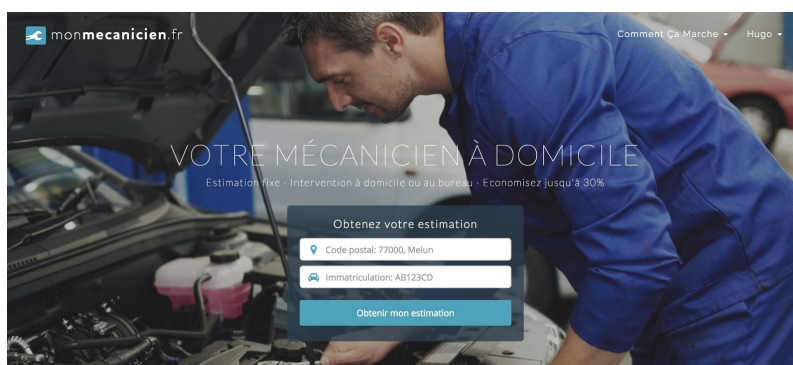 monmecanicien.fr
Comment Ça Marche
Hugo
VOTRE MÉCANICIEN À DOMICILE
Estimation fixe · Intervention à domicile ou au bureau · Economisez jusqu'à 30%
Obtenez votre estimation
Code postal: 77000, Melun
Immatriculation: AB123CD
Obtenir mon estimation